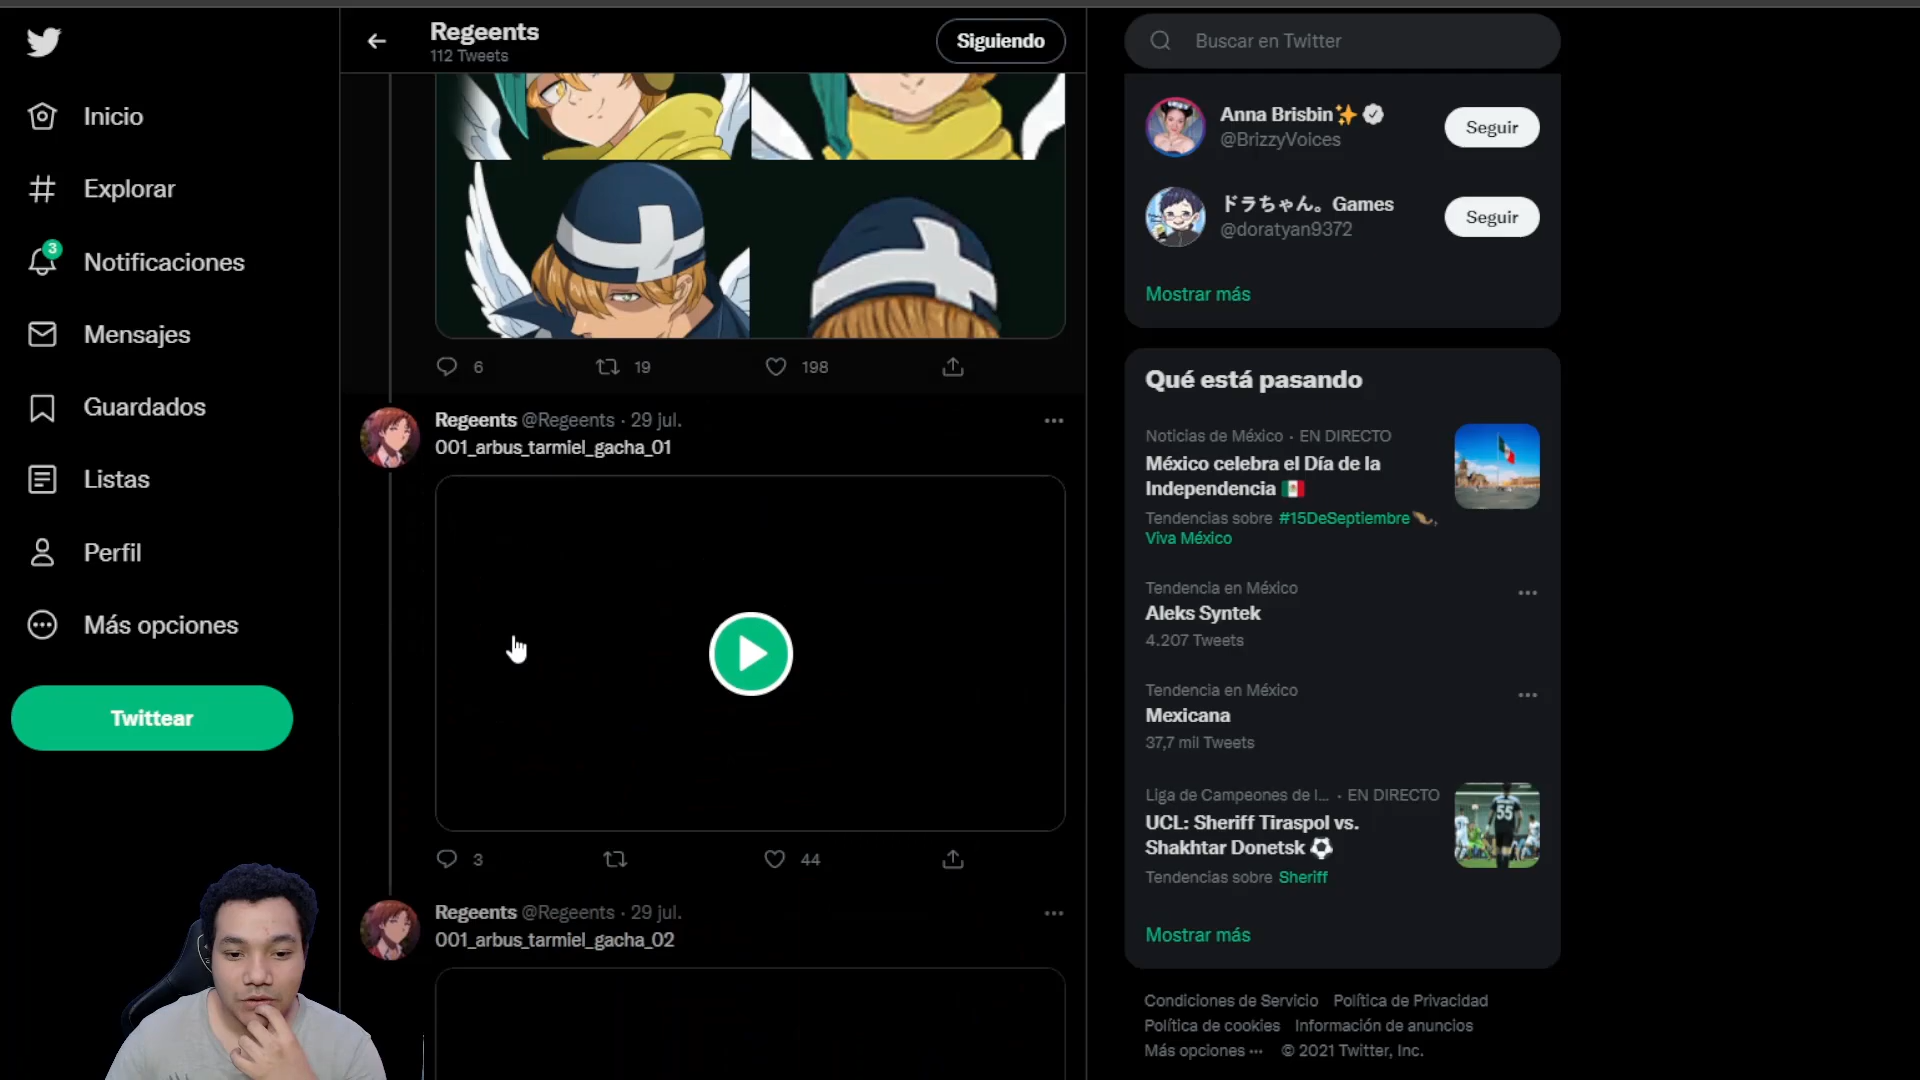 Inicio
Explorar
3
Notificaciones
Mensajes
Guardados
Listas
Perfil
Más opciones
Twittear
Regeents
112 Tweets
Siguiendo
6
19
198
Regeents @Regeents · 29 jul.
001_arbus_tarmiel_gacha_01
3
44
Regeents @Regeents · 29 jul.
001_arbus_tarmiel_gacha_02
Buscar en Twitter
Anna Brisbin✨
@BrizzyVoices
Seguir
ドラちゃん。Games
@doratyan9372
Seguir
Mostrar más
Qué está pasando
Noticias de México · EN DIRECTO
México celebra el Día de la
Independencia 🇲🇽
Tendencias sobre #15DeSeptiembre,
Viva México
Tendencia en México
Aleks Syntek
4.207 Tweets
Tendencia en México
Mexicana
37,7 mil Tweets
Liga de Campeones de l... · EN DIRECTO
UCL: Sheriff Tiraspol vs.
Shakhtar Donetsk ⚽
55
Tendencias sobre Sheriff
Mostrar más
Condiciones de Servicio Política de Privacidad
Política de cookies Información de anuncios
Más opciones ··· © 2021 Twitter, Inc.